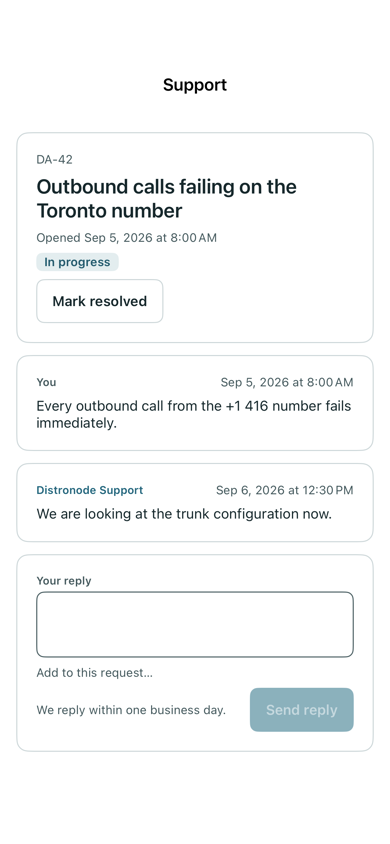 Support
DA-42
Outbound calls failing on the
Toronto number
Opened Sep 5, 2026 at 8:00 AM
In progress
Mark resolved
You
Sep 5, 2026 at 8:00 AM
Every outbound call from the +1 416 number fails
immediately.
Distronode Support
Sep 6, 2026 at 12:30 PM
We are looking at the trunk configuration now.
Your reply
Add to this request...
We reply within one business day.
Send reply